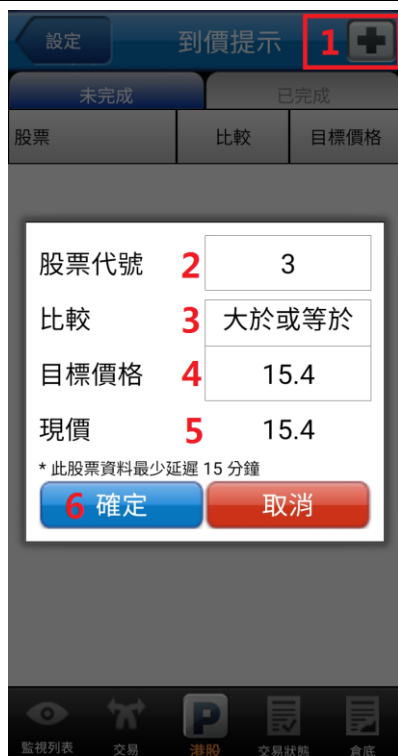 設定 到價提示 1
未完成 已完成
股票 比較 目標價格
股票代號 2 3
比較 3 大於或等於
目標價格 4 15.4
現價 5 15.4
* 此股票資料最少延遲 15 分鐘
6 確定 取消
監視列表 交易 港股 交易狀態 倉底